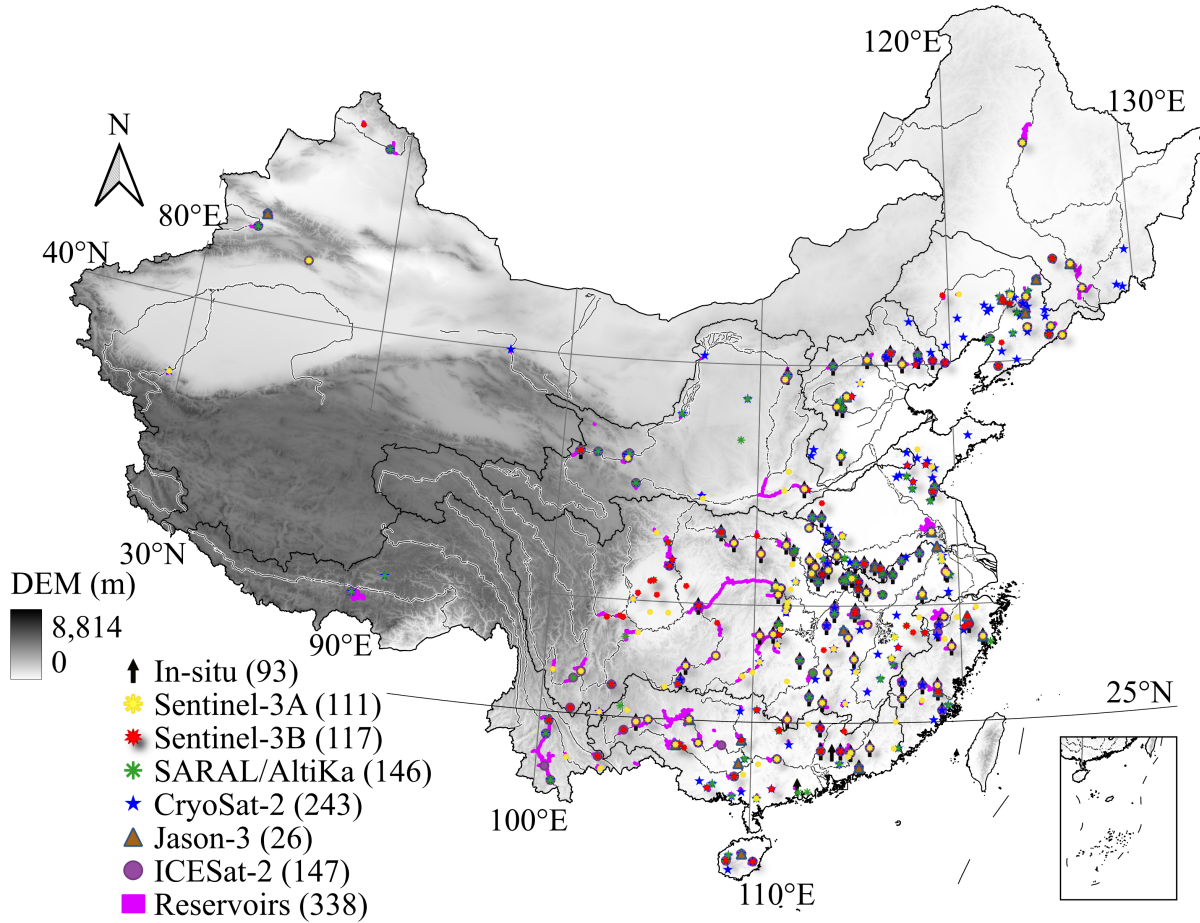 120°E
130°E
N
80°E
40°N
30°N
DEM (m)
8,814
0
90°E
In-situ (93)
Sentinel-3A (111)
Sentinel-3B (117)
SARAL/AltiKa (146)
CryoSat-2 (243)
Jason-3 (26)
ICESat-2 (147)
Reservoirs (338)
25°N
100°E
110°E